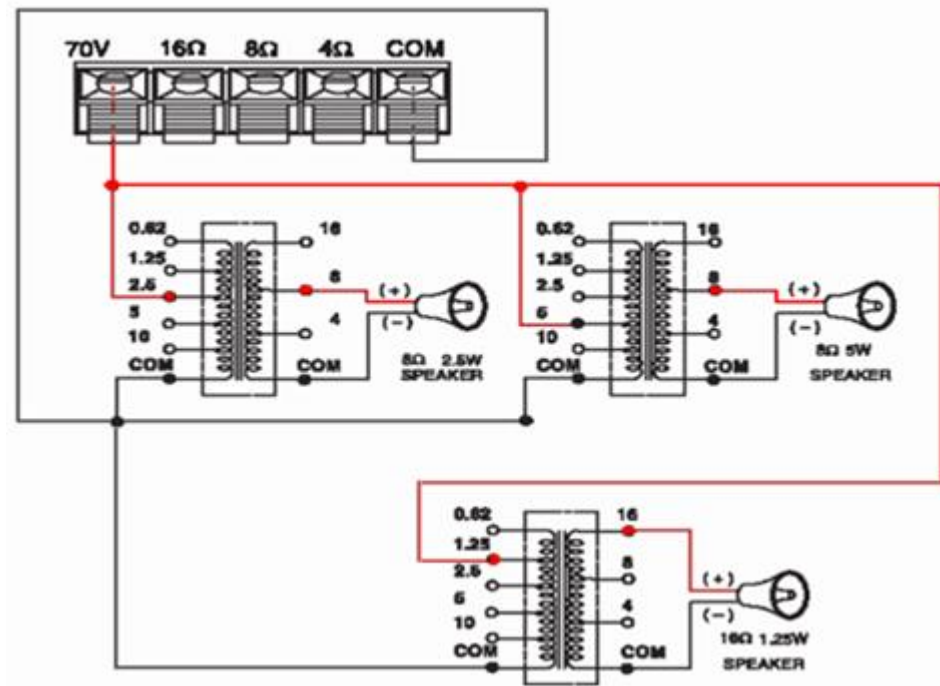 70V 16Ω 8Ω 4Ω COM
0.62
1.25
2.5
5
10
COM
16
8
4
COM
(+)
(−)
8Ω 2.5W
SPEAKER
0.62
1.25
2.5
5
10
COM
16
8
4
COM
(+)
(−)
8Ω 5W
SPEAKER
0.62
1.25
2.5
5
10
COM
16
8
4
COM
(+)
(−)
16Ω 1.25W
SPEAKER